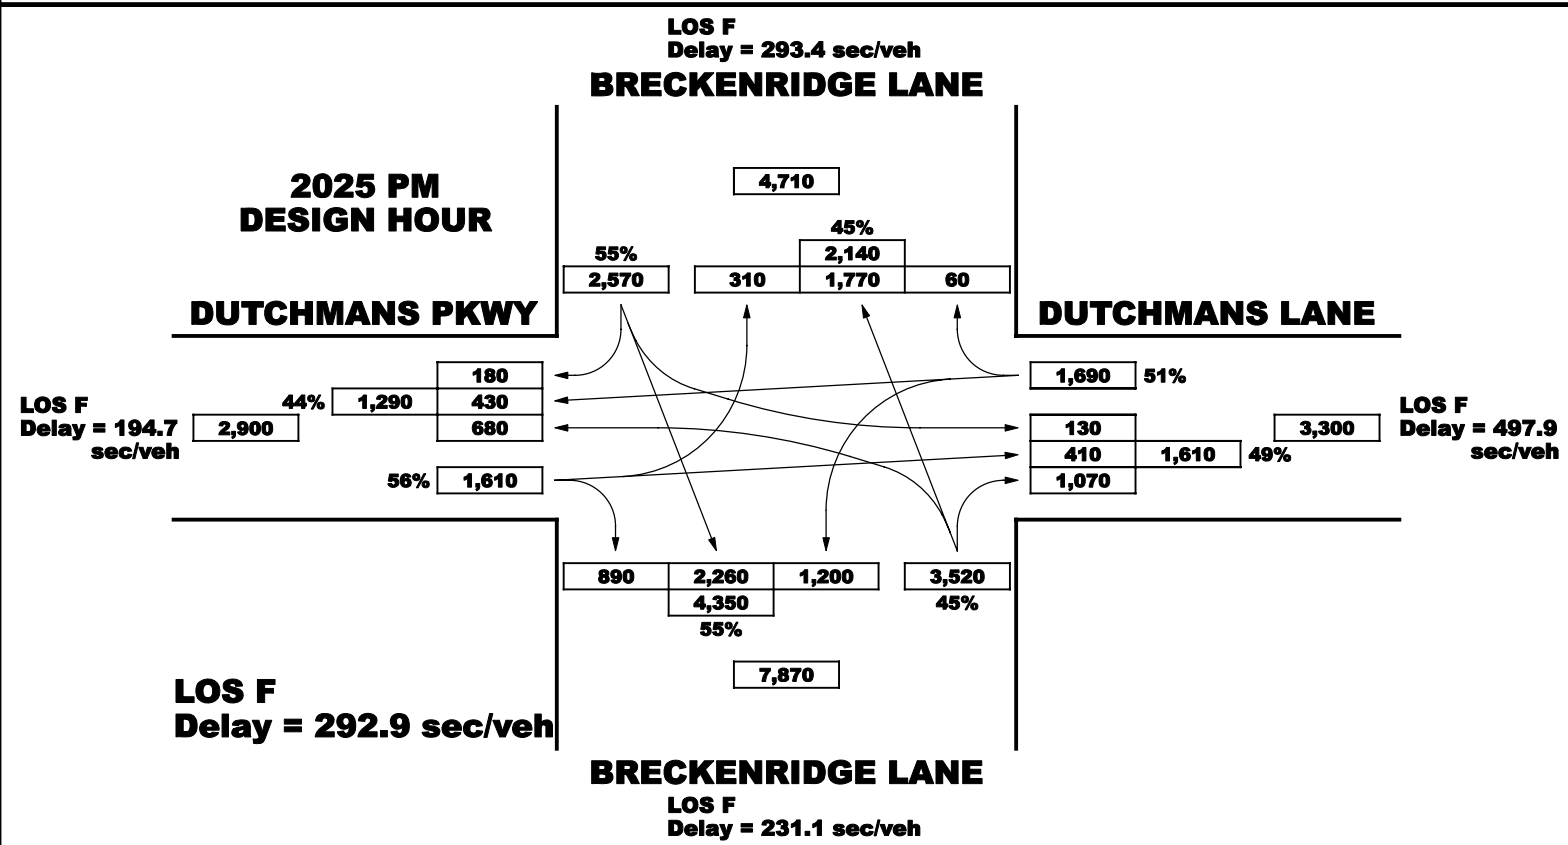 LOS F
Delay = 293.4 sec/veh
BRECKENRIDGE LANE
2025 PM
DESIGN HOUR
4,710
45%
2,140
55%
2,570
310
1,770
60
DUTCHMANS PKWY
DUTCHMANS LANE
180
44%
1,290
430
680
LOS F
Delay = 194.7
sec/veh
2,900
56%
1,610
1,690
51%
130
410
1,610
49%
1,070
3,300
LOS F
Delay = 497.9
sec/veh
890
2,260
1,200
3,520
4,350
45%
55%
7,870
LOS F
Delay = 292.9 sec/veh
BRECKENRIDGE LANE
LOS F
Delay = 231.1 sec/veh